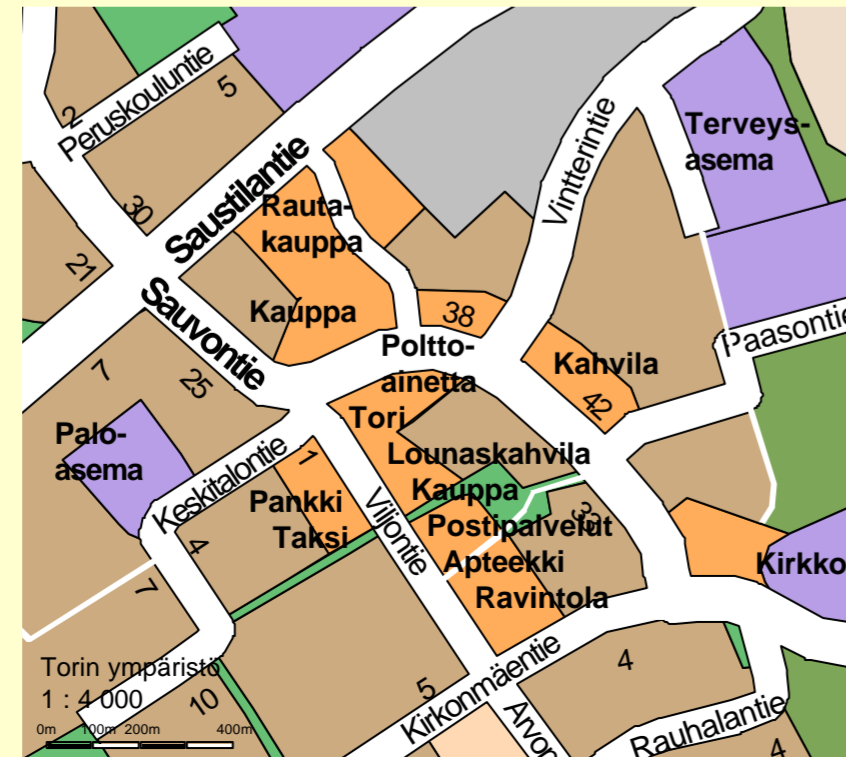 2
Peruskouluntie
5
30
21
Saustilantie
Sauvontie
Vintterintie
Terveys-
asema
Rauta-
kauppa
Kauppa
38
Poltto-
ainetta
Kahvila
42
Paasontie
7
25
Palo-
asema
Tori
Lounaskahvila
Kauppa
Postipalvelut
Apteekki
Ravintola
Keskitalontie
1
Pankki
Taksi
Viljontie
Kirkko
4
7
Torin ympäristö
1 : 4 000
0m 100m 200m 400m
10
5
Kirkonmäentie
4
Rauhalantie
4